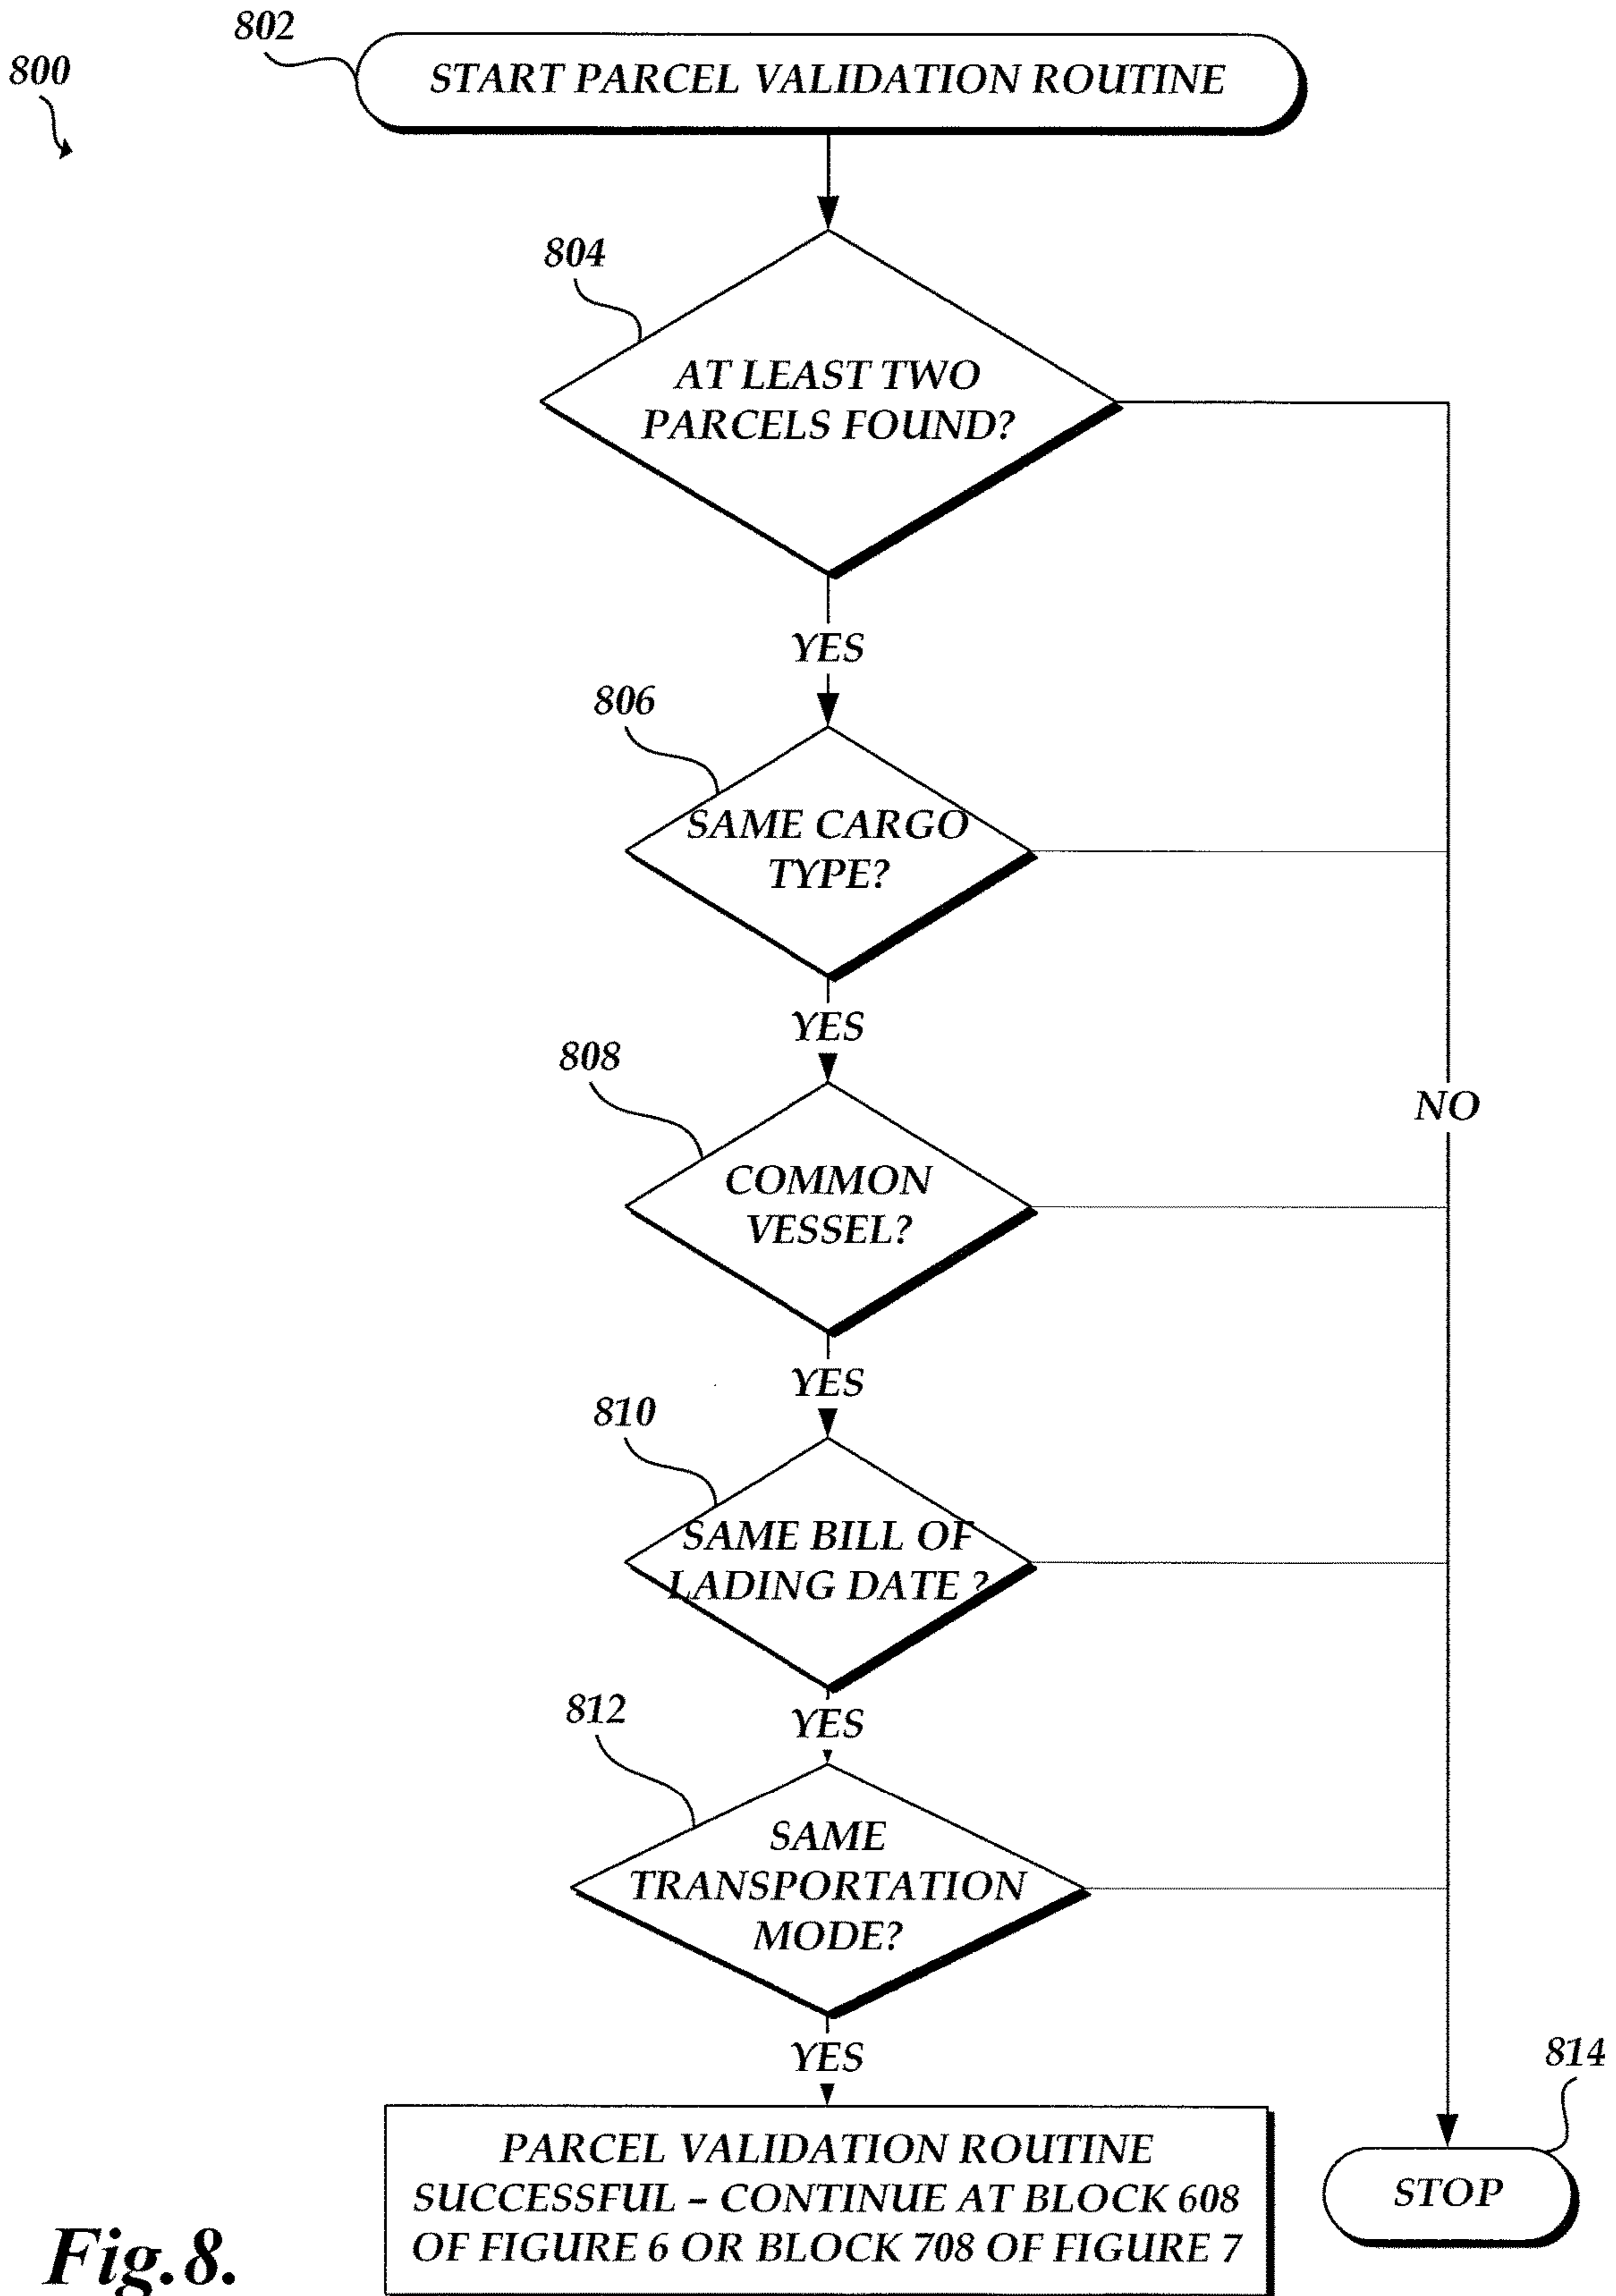 802
START PARCEL VALIDATION ROUTINE
800
804
AT LEAST TWO
PARCELS FOUND?
YES
806
SAME CARGO
TYPE?
YES
808
COMMON
VESSEL?
NO
YES
810
SAME BILL OF
LADING DATE ?
YES
812
SAME
TRANSPORTATION
MODE?
YES
814
PARCEL VALIDATION ROUTINE
SUCCESSFUL – CONTINUE AT BLOCK 608
OF FIGURE 6 OR BLOCK 708 OF FIGURE 7
STOP
Fig.8.